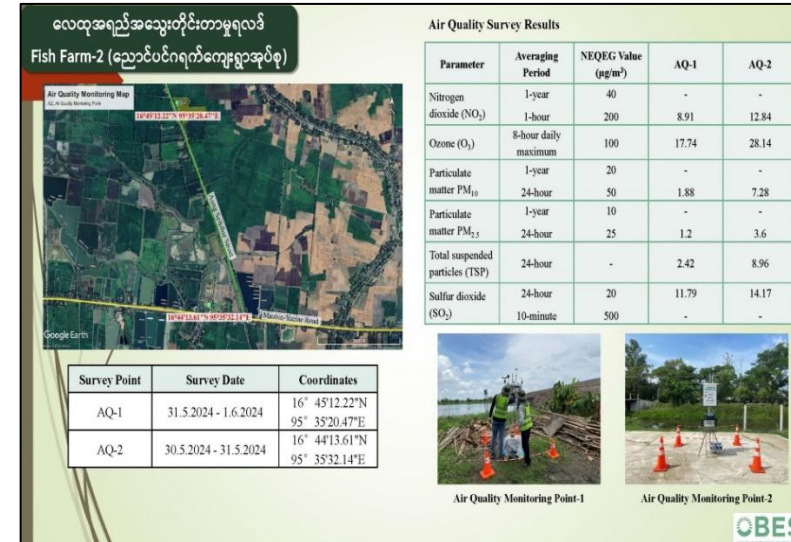 လေထုအရည်အသွေးတိုင်းတာမှုရလဒ်
Fish Farm-2 (ညောင်ပင်ဂရက်ကျေးရွာအုပ်စု)
Air Quality Monitoring Map
AQ, Air Quality Monitoring Point
16°45'12.22"N 95°35'20.47"E
16°44'13.61"N 95°35'32.14"E
Maubin-Yazine Road
Google Earth
Survey Point Survey Date Coordinates
AQ-1 31.5.2024 - 1.6.2024 16° 45'12.22"N
95° 35'20.47"E
AQ-2 30.5.2024 - 31.5.2024 16° 44'13.61"N
95° 35'32.14"E
Air Quality Survey Results
Parameter Averaging Period NEQEG Value (µg/m³) AQ-1 AQ-2
Nitrogen dioxide (NO₂) 1-year 40 - -
1-hour 200 8.91 12.84
Ozone (O₃) 8-hour daily maximum 100 17.74 28.14
Particulate matter PM₁₀ 1-year 20 - -
24-hour 50 1.88 7.28
Particulate matter PM₂.₅ 1-year 10 - -
24-hour 25 1.2 3.6
Total suspended particles (TSP) 24-hour - 2.42 8.96
Sulfur dioxide (SO₂) 24-hour 20 11.79 14.17
10-minute 500 - -
Air Quality Monitoring Point-1
Air Quality Monitoring Point-2
BES